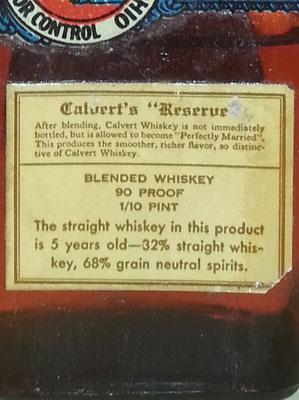 OR CONTROL OHIO
Calvert's "Reserve"
After blending, Calvert Whiskey is not immediately
bottled, but is allowed to become "Perfectly Married".
This produces the smoother, richer flavor, so distinc-
tive of Calvert Whiskey.
BLENDED WHISKEY
90 PROOF
1/10 PINT
The straight whiskey in this product
is 5 years old—32% straight whis-
key, 68% grain neutral spirits.